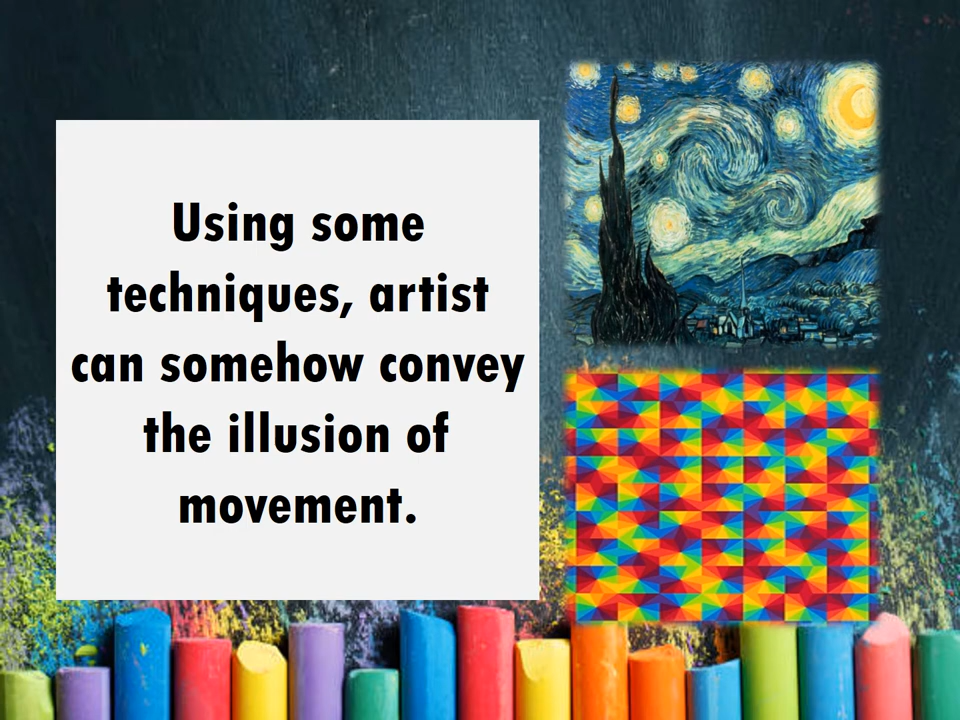 Using some
techniques, artist
can somehow convey
the illusion of
movement.